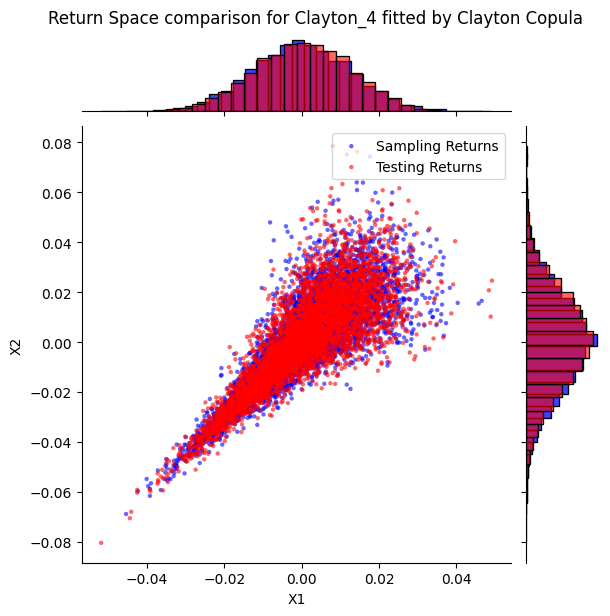 Return Space comparison for Clayton_4 fitted by Clayton Copula
Sampling Returns
Testing Returns
0.08
0.06
0.04
0.02
0.00
−0.02
−0.04
−0.06
−0.08
X2
−0.04
−0.02
0.00
0.02
0.04
X1